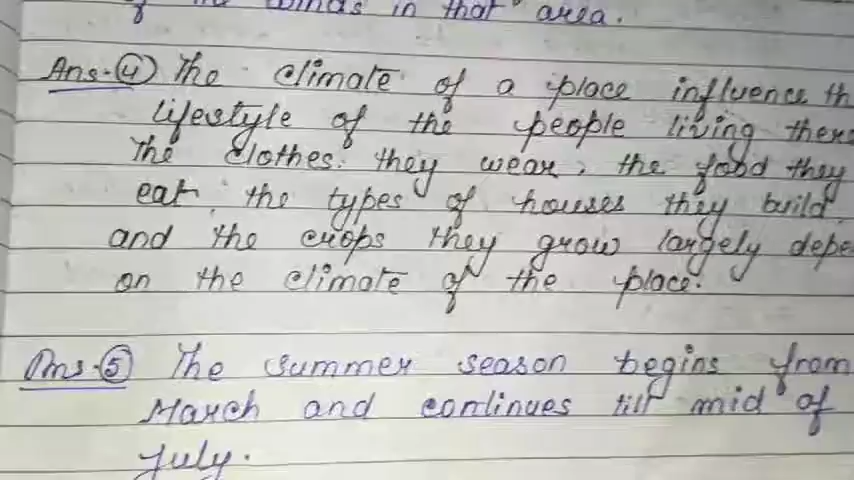 winds in that area.
Ans-④ The climate of a place influence th
lifestyle of the people living there
The clothes they wear, the food they
eat, the types of houses they build,
and the crops they grow largely depe
on the climate of the place.
Ans-⑤ The summer season begins from
March and continues till mid of
July.